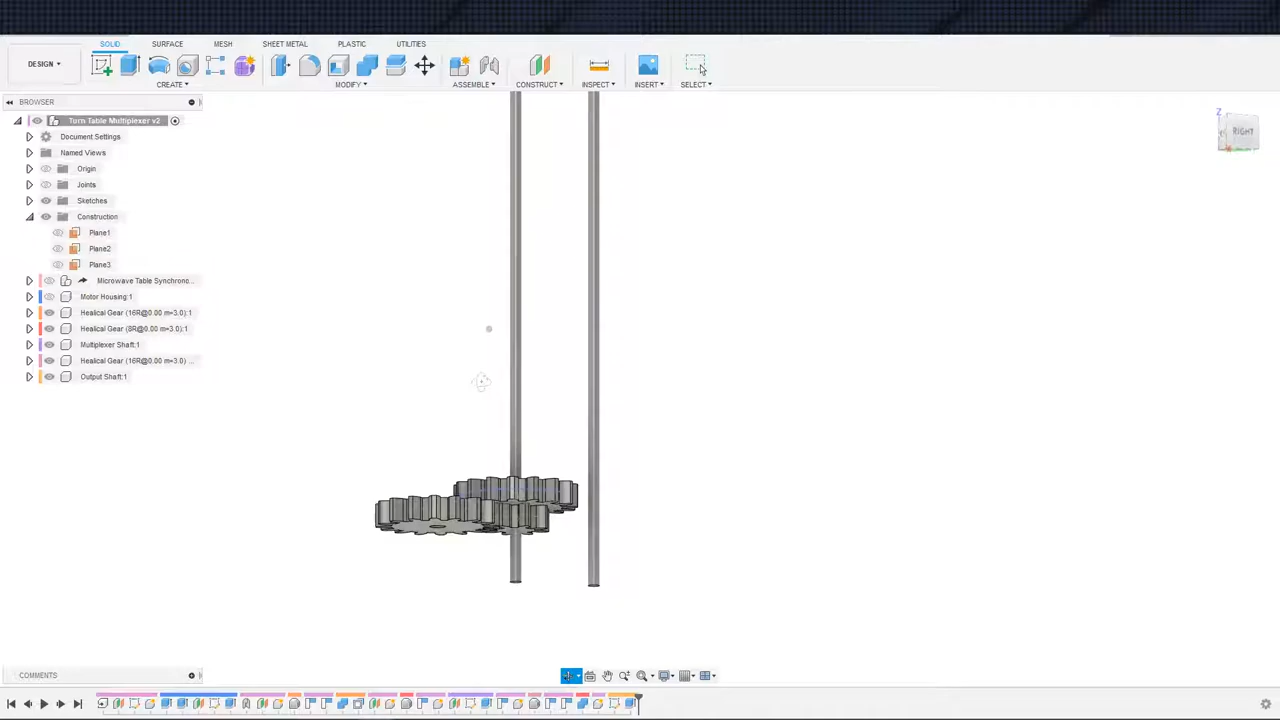 SOLID SURFACE MESH SHEET METAL PLASTIC UTILITIES
DESIGN
CREATE MODIFY ASSEMBLE CONSTRUCT INSPECT INSERT SELECT
BROWSER
Turn Table Multiplexer v2
Document Settings
Named Views
Origin
Joints
Sketches
Construction
Plane1
Plane2
Plane3
Microwave Table Synchrono...
Motor Housing:1
Healical Gear (16R@0.00 m=3.0):1
Healical Gear (8R@0.00 m=3.0):1
Multiplexer Shaft:1
Healical Gear (16R@0.00 m=3.0) ...
Output Shaft:1
Z
RIGHT
COMMENTS